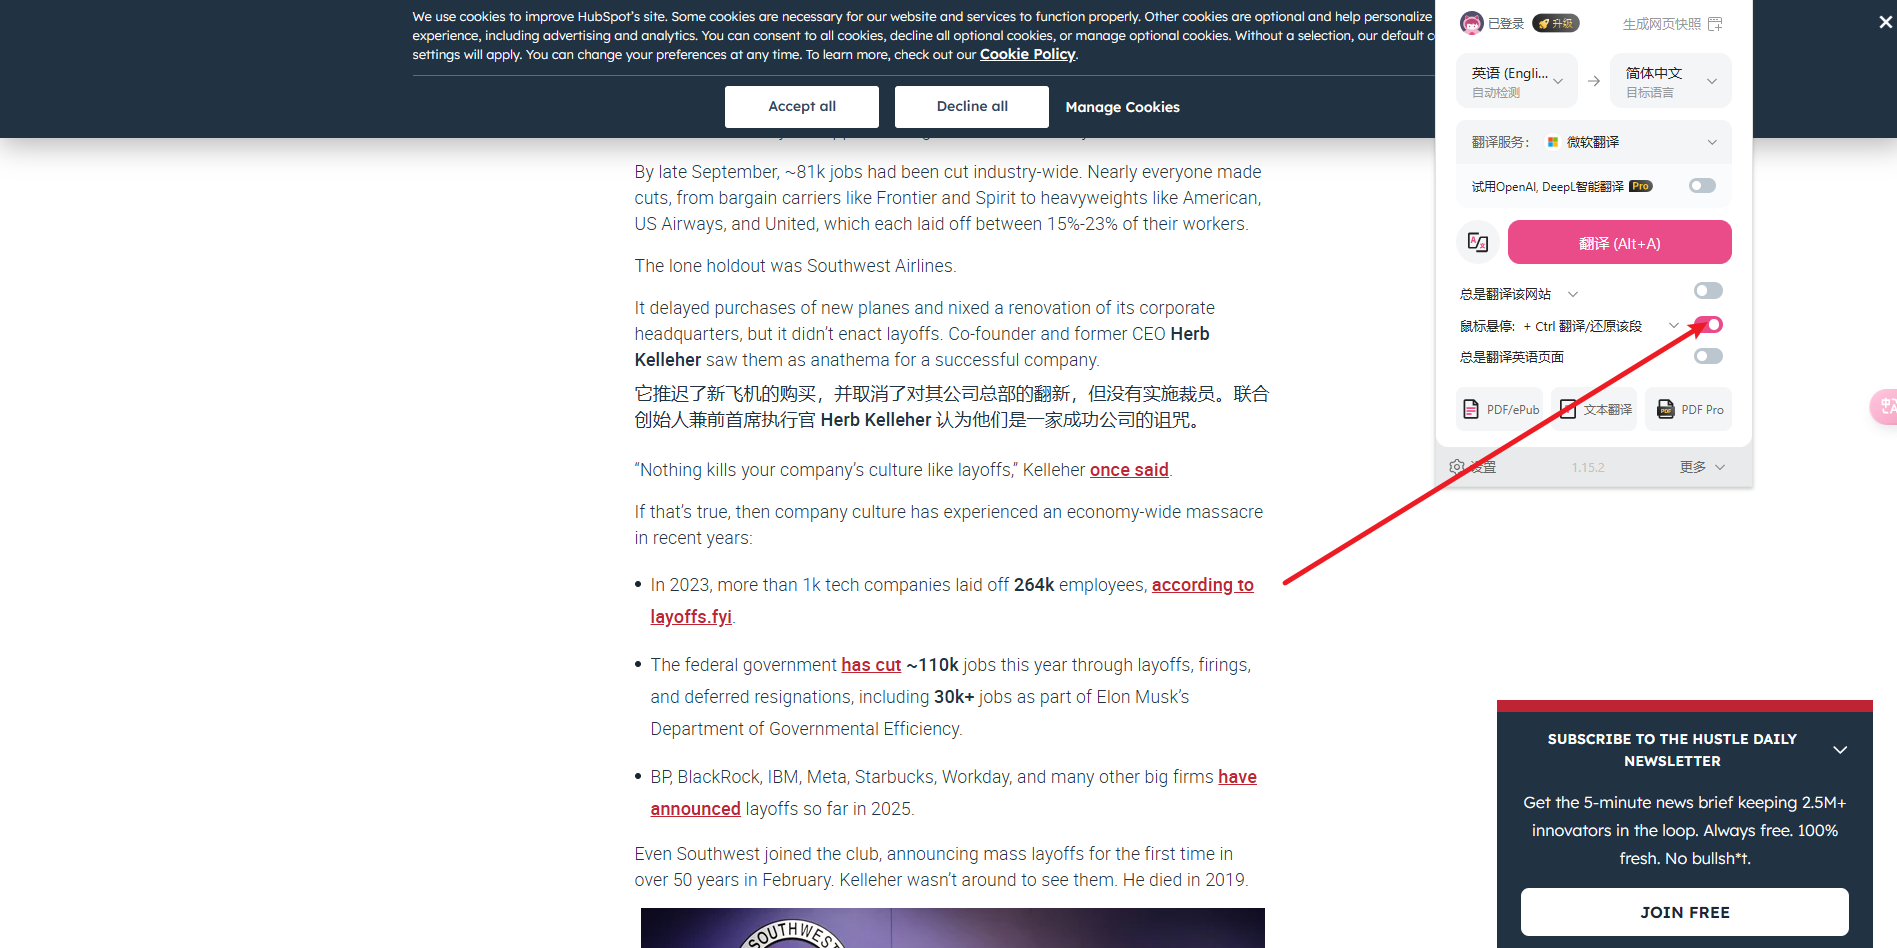 We use cookies to improve HubSpot's site. Some cookies are necessary for our website and services to function properly. Other cookies are optional and help personalize
experience, including advertising and analytics. You can consent to all cookies, decline all optional cookies, or manage optional cookies. Without a selection, our default
settings will apply. You can change your preferences at any time. To learn more, check out our Cookie Policy.
Accept all
Decline all
Manage Cookies
By late September, ~81k jobs had been cut industry-wide. Nearly everyone made
cuts, from bargain carriers like Frontier and Spirit to heavyweights like American,
US Airways, and United, which each laid off between 15%-23% of their workers.
The lone holdout was Southwest Airlines.
It delayed purchases of new planes and nixed a renovation of its corporate
headquarters, but it didn't enact layoffs. Co-founder and former CEO Herb
Kelleher saw them as anathema for a successful company.
它推迟了新飞机的购买，并取消了对其公司总部的翻新，但没有实施裁员。联合
创始人兼前首席执行官 Herb Kelleher 认为他们是一家成功公司的诅咒。
“Nothing kills your company's culture like layoffs,” Kelleher once said.
If that's true, then company culture has experienced an economy-wide massacre
in recent years:
• In 2023, more than 1k tech companies laid off 264k employees, according to
layoffs.fyi.
• The federal government has cut ~110k jobs this year through layoffs, firings,
and deferred resignations, including 30k+ jobs as part of Elon Musk's
Department of Governmental Efficiency.
• BP, BlackRock, IBM, Meta, Starbucks, Workday, and many other big firms have
announced layoffs so far in 2025.
Even Southwest joined the club, announcing mass layoffs for the first time in
over 50 years in February. Kelleher wasn't around to see them. He died in 2019.
SOUTHWEST
已登录
升级
生成网页快照
英语 (Engli...
自动检测
→
简体中文
目标语言
翻译服务:
微软翻译
试用OpenAI, DeepL智能翻译 Pro
翻译 (Alt+A)
总是翻译该网站
鼠标悬停: + Ctrl 翻译/还原该段
总是翻译英语页面
PDF/ePub
文本翻译
PDF Pro
设置
1.15.2
更多
SUBSCRIBE TO THE HUSTLE DAILY
NEWSLETTER
Get the 5-minute news brief keeping 2.5M+
innovators in the loop. Always free. 100%
fresh. No bullsh*t.
JOIN FREE